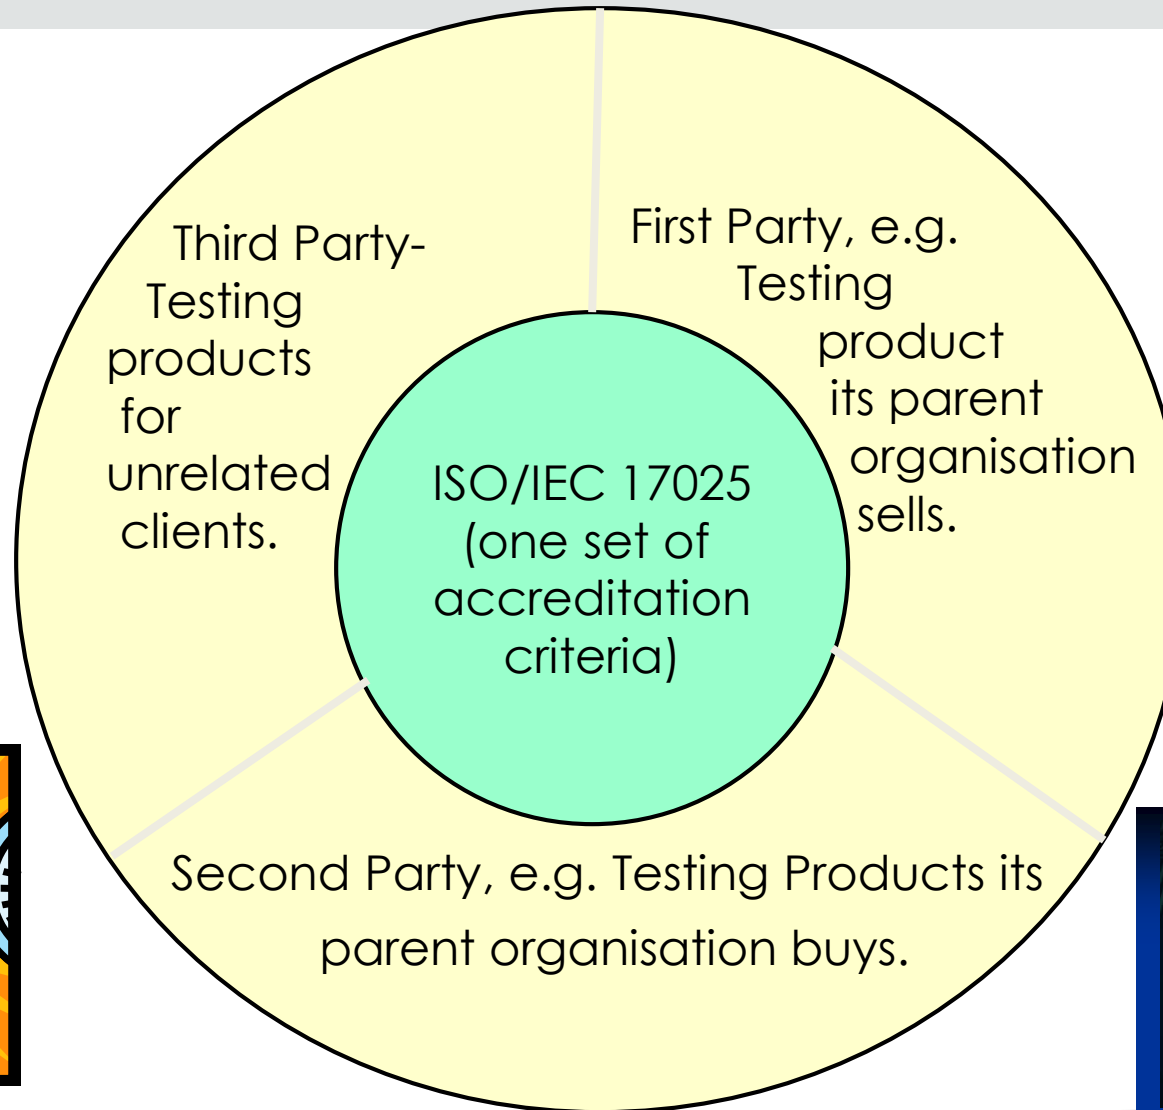 Third Party-
Testing
products
for
unrelated
clients.
First Party, e.g.
Testing
product
its parent
organisation
sells.
ISO/IEC 17025
(one set of
accreditation
criteria)
Second Party, e.g. Testing Products its
parent organisation buys.